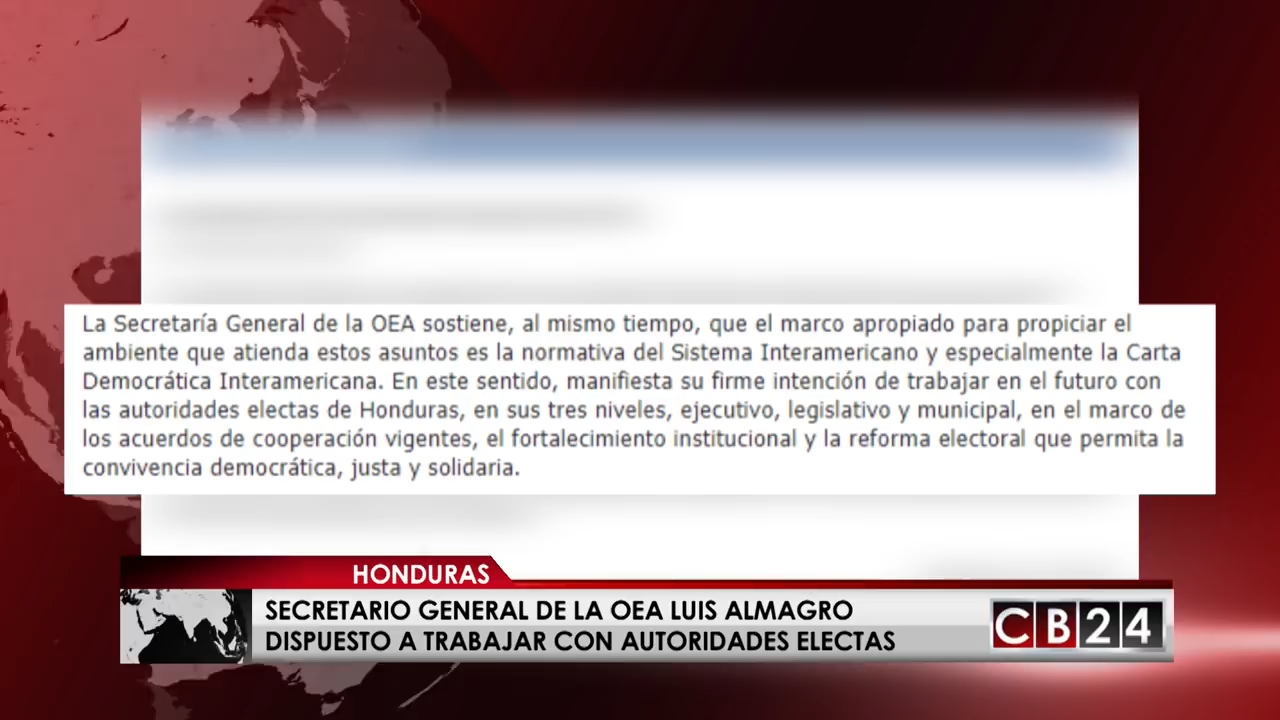 La Secretaría General de la OEA sostiene, al mismo tiempo, que el marco apropiado para propiciar el
ambiente que atienda estos asuntos es la normativa del Sistema Interamericano y especialmente la Carta
Democrática Interamericana. En este sentido, manifiesta su firme intención de trabajar en el futuro con
las autoridades electas de Honduras, en sus tres niveles, ejecutivo, legislativo y municipal, en el marco de
los acuerdos de cooperación vigentes, el fortalecimiento institucional y la reforma electoral que permita la
convivencia democrática, justa y solidaria.
HONDURAS
SECRETARIO GENERAL DE LA OEA LUIS ALMAGRO
DISPUESTO A TRABAJAR CON AUTORIDADES ELECTAS
CB24